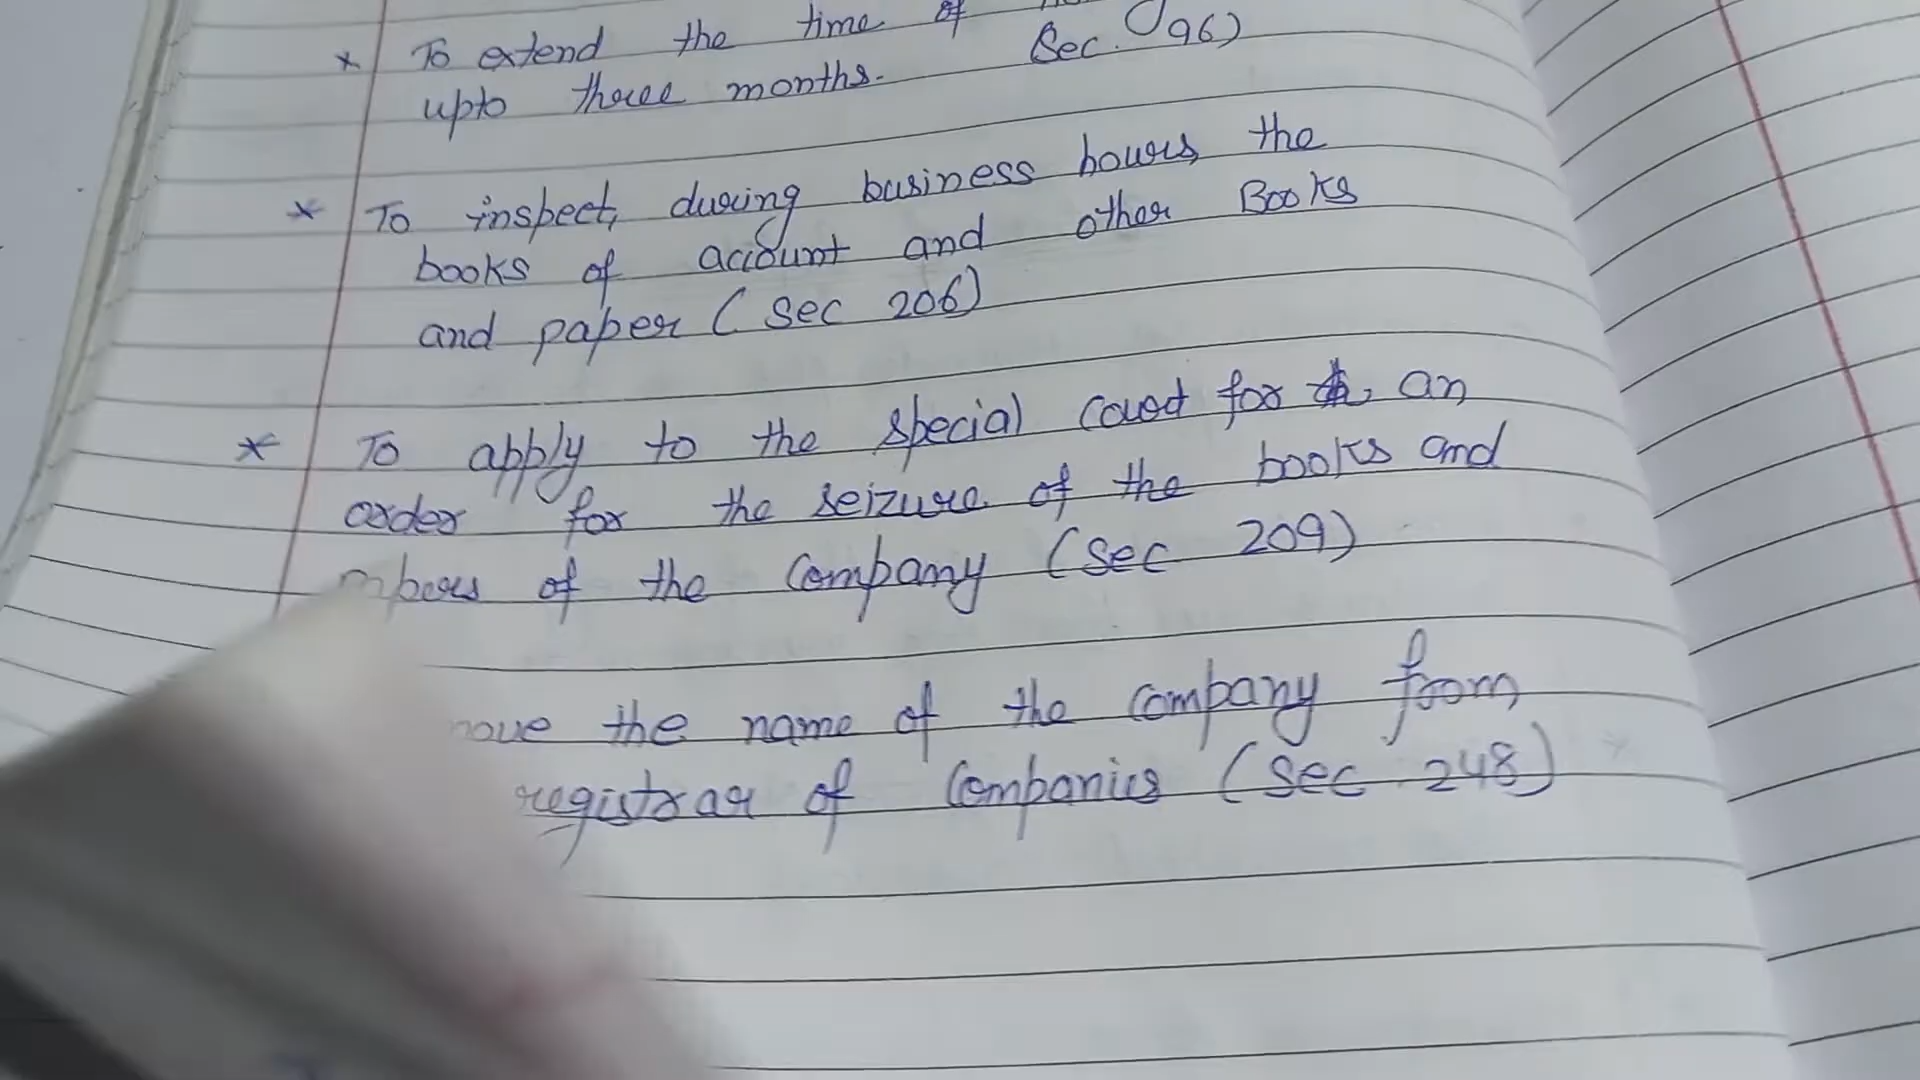 * To extend the time of
upto three months. Sec. 96)
* To inspect, during business hours, the
books of account and other Books
and paper (Sec 206)
* To apply to the special court for an
order for the seizure of the books and
of the Company (Sec 209)
the name of the Company from
registrar of Companies (Sec 248)